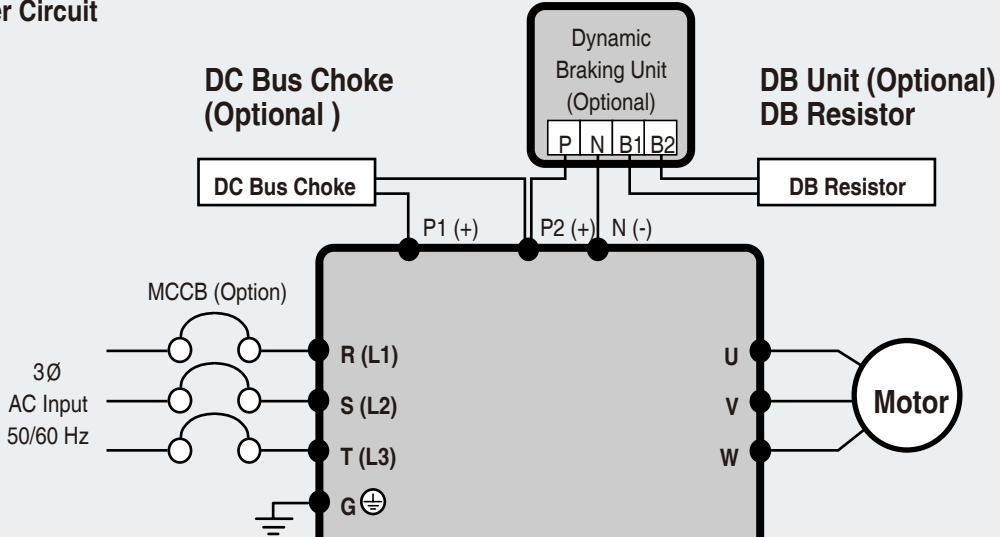 er Circuit
Dynamic
Braking Unit
(Optional)
P N B1 B2
DC Bus Choke
(Optional )
DB Unit (Optional)
DB Resistor
DC Bus Choke
DB Resistor
P1 (+)
P2 (+)
N (-)
MCCB (Option)
3Ø
AC Input
50/60 Hz
R (L1)
S (L2)
T (L3)
G
U
V
W
Motor